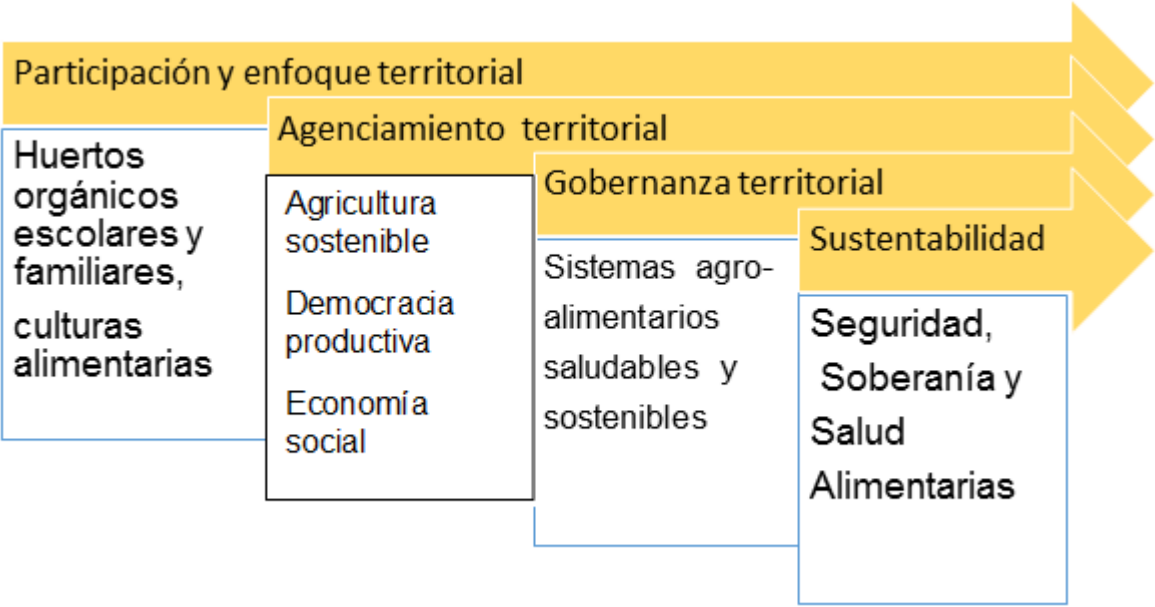 Participación y enfoque territorial
Huertos
orgánicos
escolares y
familiares,
culturas
alimentarias
Agenciamiento territorial
Agricultura
sostenible
Democracia
productiva
Economía
social
Gobernanza territorial
Sistemas agro-
alimentarios
saludables y
sostenibles
Sustentabilidad
Seguridad,
Soberanía y
Salud
Alimentarias